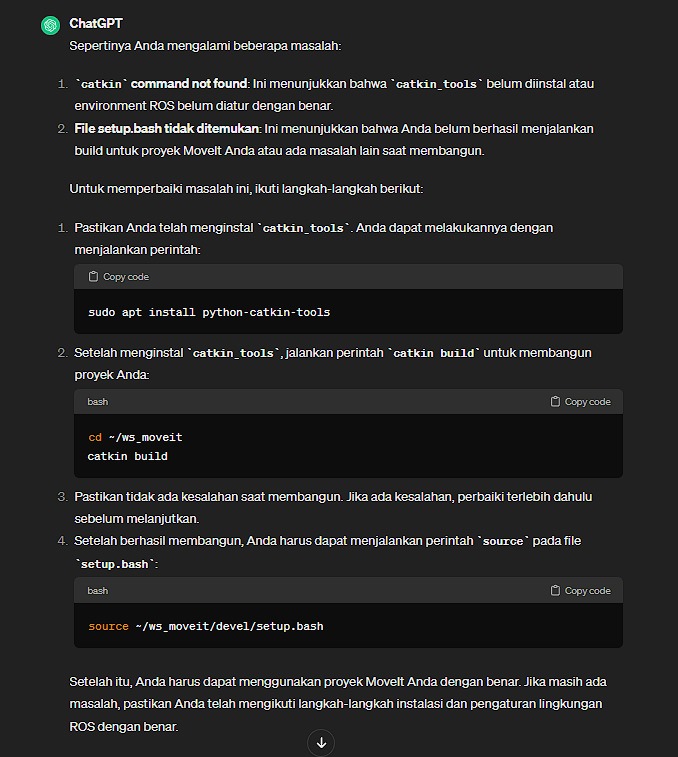 ChatGPT
Sepertinya Anda mengalami beberapa masalah:
1. `catkin` command not found: Ini menunjukkan bahwa `catkin_tools` belum diinstal atau
environment ROS belum diatur dengan benar.
2. File setup.bash tidak ditemukan: Ini menunjukkan bahwa Anda belum berhasil menjalankan
build untuk proyek MoveIt Anda atau ada masalah lain saat membangun.
Untuk memperbaiki masalah ini, ikuti langkah-langkah berikut:
1. Pastikan Anda telah menginstal `catkin_tools`. Anda dapat melakukannya dengan
menjalankan perintah:
Copy code
sudo apt install python-catkin-tools
2. Setelah menginstal `catkin_tools`, jalankan perintah `catkin build` untuk membangun
proyek Anda:
bash Copy code
cd ~/ws_moveit
catkin build
3. Pastikan tidak ada kesalahan saat membangun. Jika ada kesalahan, perbaiki terlebih dahulu
sebelum melanjutkan.
4. Setelah berhasil membangun, Anda harus dapat menjalankan perintah `source` pada file
`setup.bash`:
bash Copy code
source ~/ws_moveit/devel/setup.bash
Setelah itu, Anda harus dapat menggunakan proyek MoveIt Anda dengan benar. Jika masih ada
masalah, pastikan Anda telah mengikuti langkah-langkah instalasi dan pengaturan lingkungan
ROS dengan benar.